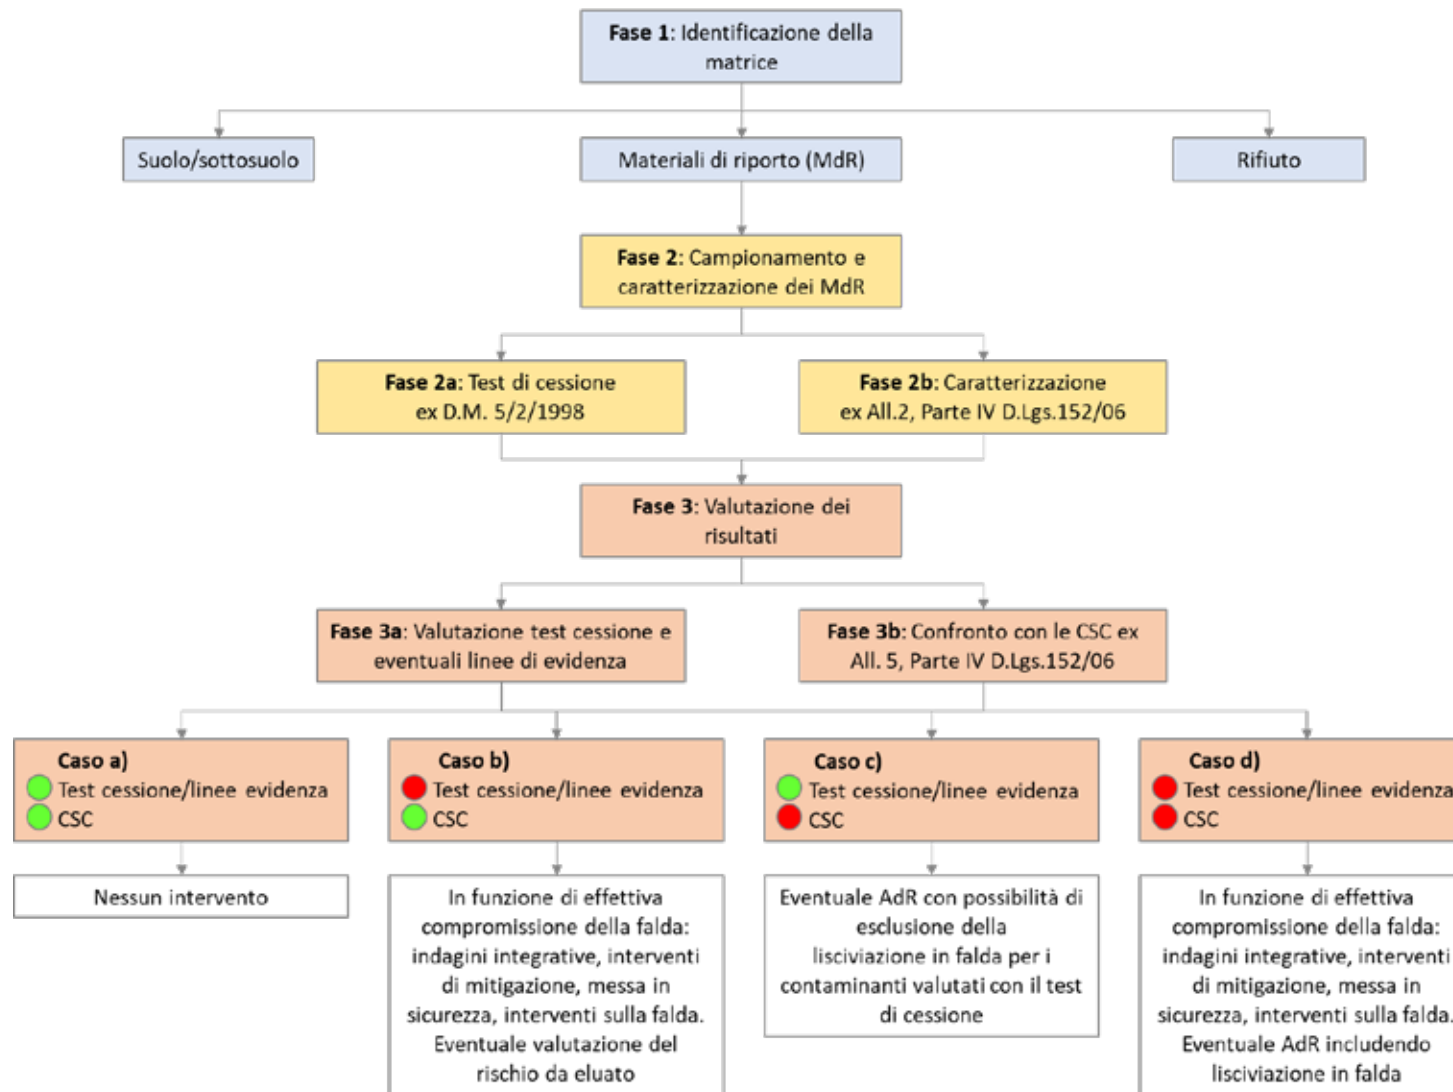 Fase 1: Identificazione della
matrice
Suolo/sottosuolo
Materiali di riporto (MdR)
Rifiuto
Fase 2: Campionamento e
caratterizzazione dei MdR
Fase 2a: Test di cessione
ex D.M. 5/2/1998
Fase 2b: Caratterizzazione
ex All.2, Parte IV D.Lgs.152/06
Fase 3: Valutazione dei
risultati
Fase 3a: Valutazione test cessione e
eventuali linee di evidenza
Fase 3b: Confronto con le CSC ex
All. 5, Parte IV D.Lgs.152/06
Caso a)
Test cessione/linee evidenza
CSC
Caso b)
Test cessione/linee evidenza
CSC
Caso c)
Test cessione/linee evidenza
CSC
Caso d)
Test cessione/linee evidenza
CSC
Nessun intervento
In funzione di effettiva
compromissione della falda:
indagini integrative, interventi
di mitigazione, messa in
sicurezza, interventi sulla falda.
Eventuale valutazione del
rischio da eluato
Eventuale AdR con possibilità di
esclusione della
lisciviazione in falda per i
contaminanti valutati con il test
di cessione
In funzione di effettiva
compromissione della falda:
indagini integrative, interventi
di mitigazione, messa in
sicurezza, interventi sulla falda.
Eventuale AdR includendo
lisciviazione in falda